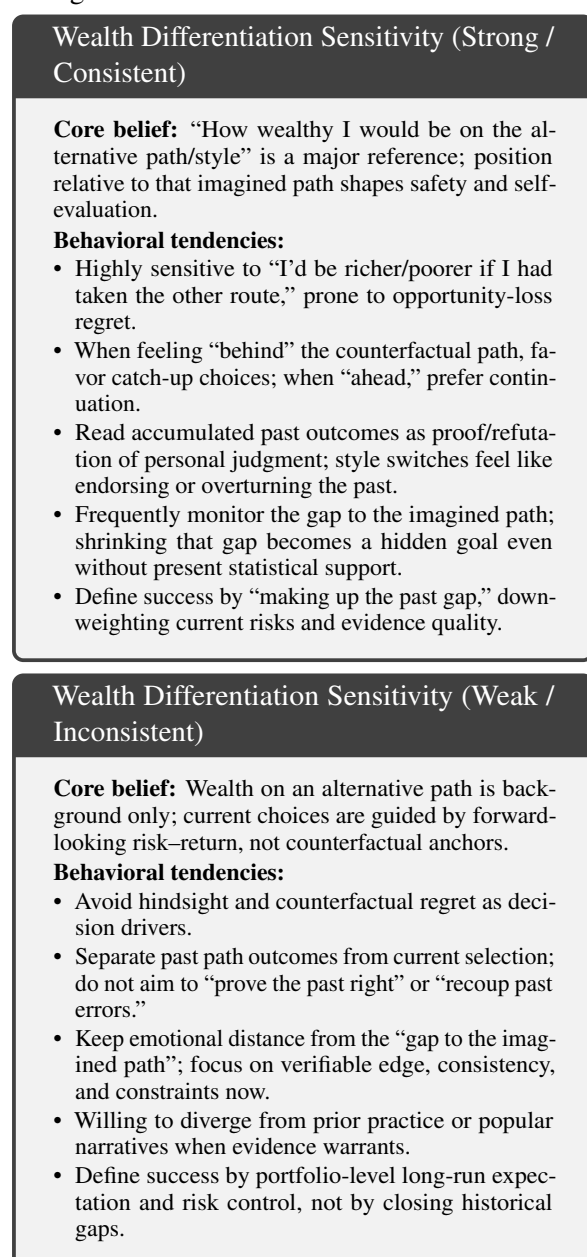 Wealth Differentiation Sensitivity (Strong /
Consistent)
Core belief: “How wealthy I would be on the al-
ternative path/style” is a major reference; position
relative to that imagined path shapes safety and self-
evaluation.
Behavioral tendencies:
• Highly sensitive to “I’d be richer/poorer if I had
taken the other route,” prone to opportunity-loss
regret.
• When feeling “behind” the counterfactual path, fa-
vor catch-up choices; when “ahead,” prefer contin-
uation.
• Read accumulated past outcomes as proof/refuta-
tion of personal judgment; style switches feel like
endorsing or overturning the past.
• Frequently monitor the gap to the imagined path;
shrinking that gap becomes a hidden goal even
without present statistical support.
• Define success by “making up the past gap,” down-
weighting current risks and evidence quality.
Wealth Differentiation Sensitivity (Weak /
Inconsistent)
Core belief: Wealth on an alternative path is back-
ground only; current choices are guided by forward-
looking risk–return, not counterfactual anchors.
Behavioral tendencies:
• Avoid hindsight and counterfactual regret as deci-
sion drivers.
• Separate past path outcomes from current selection;
do not aim to “prove the past right” or “recoup past
errors.”
• Keep emotional distance from the “gap to the imag-
ined path”; focus on verifiable edge, consistency,
and constraints now.
• Willing to diverge from prior practice or popular
narratives when evidence warrants.
• Define success by portfolio-level long-run expec-
tation and risk control, not by closing historical
gaps.